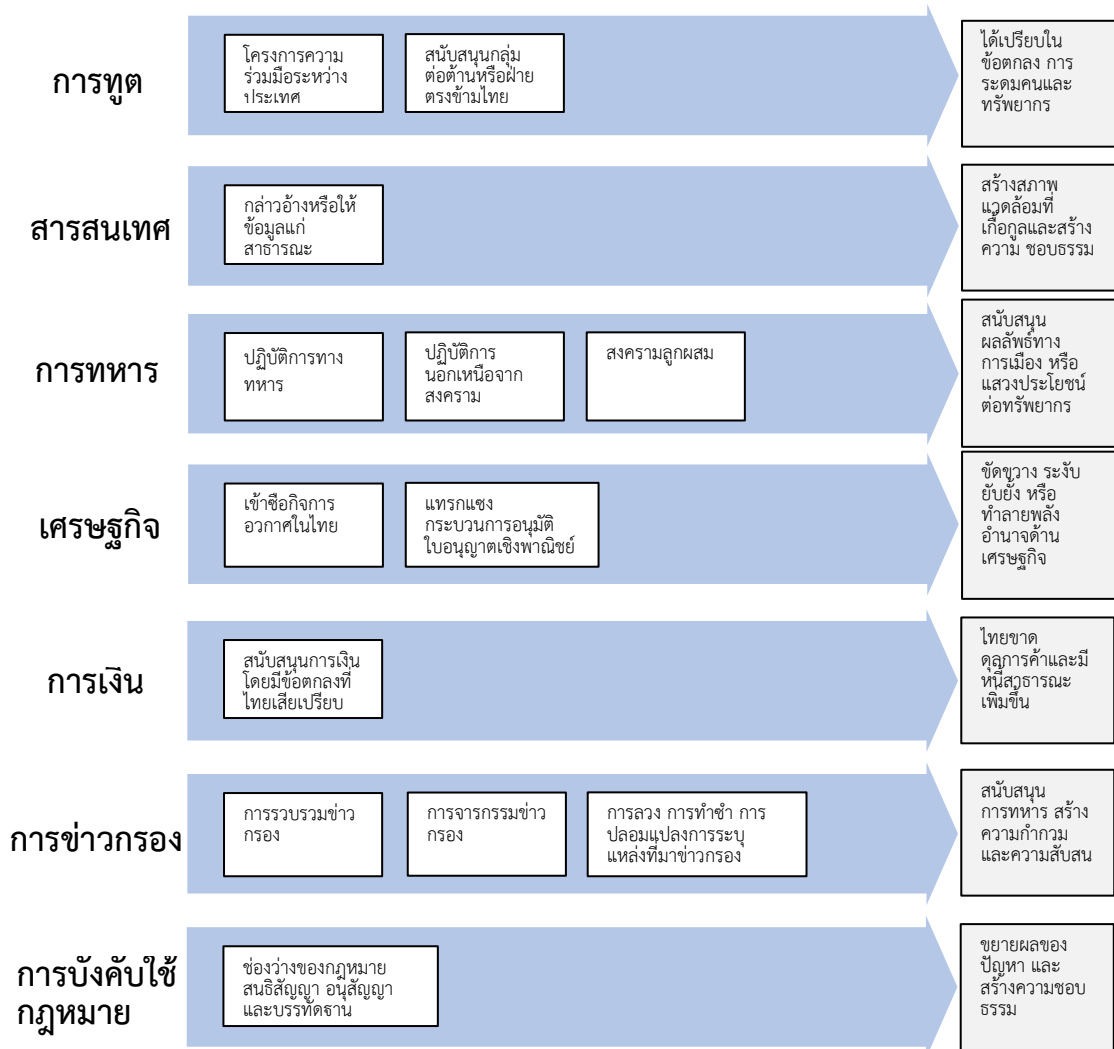 การทูต
โครงการความ
ร่วมมือระหว่าง
ประเทศ
สนับสนุนกลุ่ม
ต่อต้านหรือฝ่าย
ตรงข้ามไทย
ได้เปรียบใน
ข้อตกลง การ
ระดมคนและ
ทรัพยากร
สารสนเทศ
กล่าวอ้างหรือให้
ข้อมูลแก่
สาธารณะ
สร้างสภาพ
แวดล้อมที่
เกื้อกูลและสร้าง
ความ ชอบธรรม
การทหาร
ปฏิบัติการทาง
ทหาร
ปฏิบัติการ
นอกเหนือจาก
สงคราม
สงครามลูกผสม
สนับสนุน
ผลลัพธ์ทาง
การเมือง หรือ
แสวงประโยชน์
ต่อทรัพยากร
เศรษฐกิจ
เข้าซือกิจการ
อวกาศในไทย
แทรกแซง
กระบวนการอนุมัติ
ใบอนุญาตเชิงพาณิชย์
ขัดขวาง ระงับ
ยับยั้ง หรือ
ทำลายพลัง
อำนาจด้าน
เศรษฐกิจ
การเงิน
สนับสนุนการเงิน
โดยมีข้อตกลงที่
ไทยเสียเปรียบ
ไทยขาด
ดุลการค้าและมี
หนี้สาธารณะ
เพิ่มขึ้น
การข่าวกรอง
การรวบรวมข่าว
กรอง
การจารกรรมข่าว
กรอง
การลวง การทำซำ การ
ปลอมแปลงการระบุ
แหล่งที่มาข่าวกรอง
สนับสนุน
การทหาร สร้าง
ความกำกวม
และความสับสน
การบังคับใช้
กฎหมาย
ช่องว่างของกฎหมาย
สนธิสัญญา อนุสัญญา
และบรรทัดฐาน
ขยายผลของ
ปัญหา และ
สร้างความชอบ
ธรรม